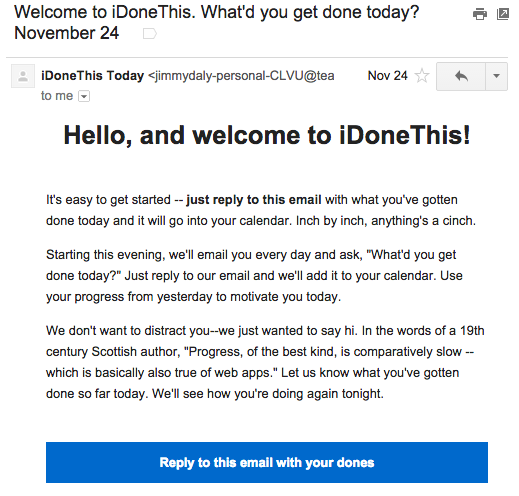 Welcome to iDoneThis. What'd you get done today?
November 24
iDoneThis Today <jimmydaly-personal-CLVU@tea
Nov 24
to me
Hello, and welcome to iDoneThis!
It's easy to get started -- just reply to this email with what you've gotten
done today and it will go into your calendar. Inch by inch, anything's a cinch.
Starting this evening, we'll email you every day and ask, "What'd you get
done today?" Just reply to our email and we'll add it to your calendar. Use
your progress from yesterday to motivate you today.
We don't want to distract you--we just wanted to say hi. In the words of a 19th
century Scottish author, "Progress, of the best kind, is comparatively slow --
which is basically also true of web apps." Let us know what you've gotten
done so far today. We'll see how you're doing again tonight.
Reply to this email with your dones